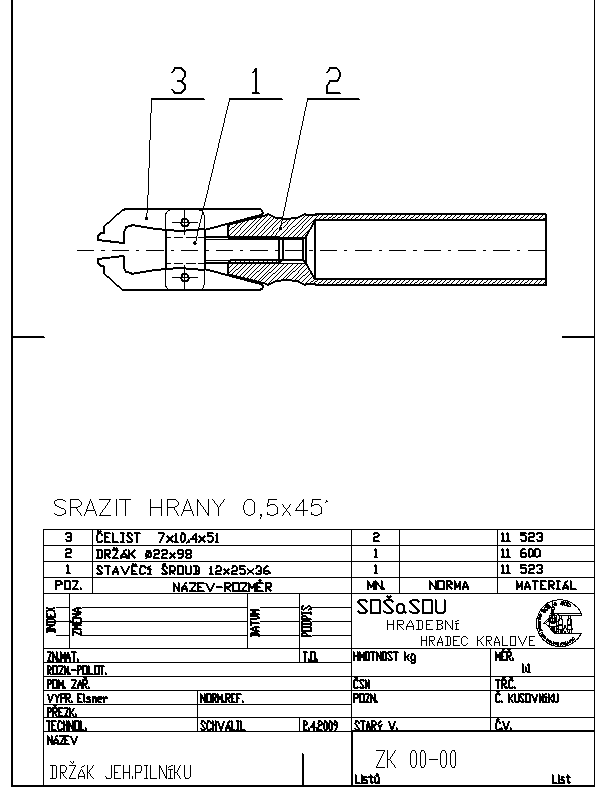 3 1 2
SRAZIT HRANY 0,5x45°
3 ČELIST 7x10,4x51 2 11 523
2 DRŽÁK ø22x98 1 11 600
1 STAVĚCÍ ŠROUB 12x25x36 1 11 523
POZ. NÁZEV-ROZMĚR MN. NORMA MATERIÁL
INDEX ZMĚNA DATUM PODPIS
SOŠaSOU
HRADEBNÍ
HRADEC KRALOVE
ZN.MAT. T.O. HMOTNOST kg MĚŘ.
ROZM.-POLOT. 1:1
POM. ZAŘ. ČSN TŘ.Č.
VYPR. Elsner NORM.REF. POZN. Č. KUSOVNÍKU
PŘEZK.
TECHNOL. SCHVÁLIL 2.4.2009 STARÝ V. Č.V.
NÁZEV
DRŽÁK JEH.PILNÍKU ZK 00-00
Listů List